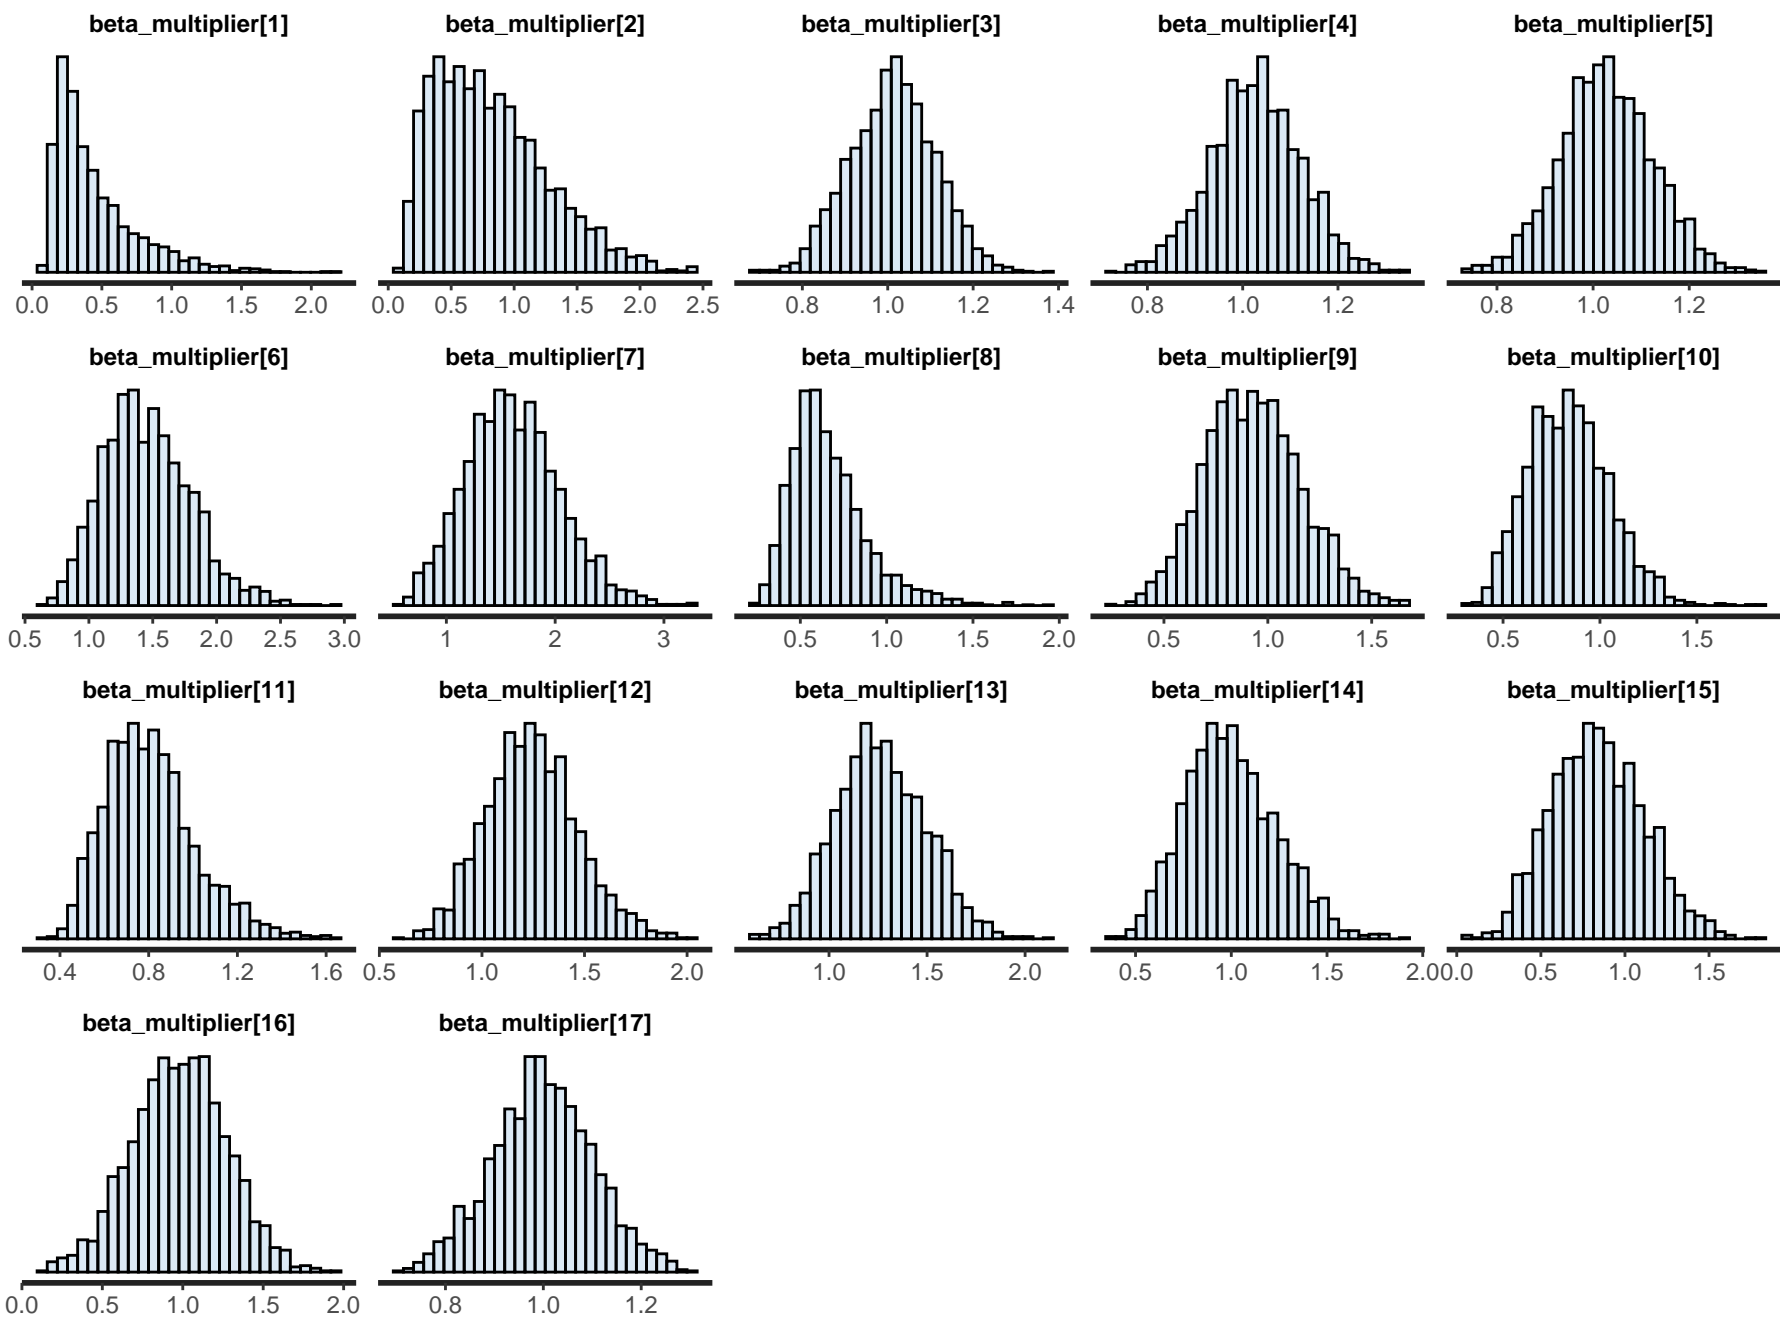 beta_multiplier[1] beta_multiplier[2] beta_multiplier[3] beta_multiplier[4] beta_multiplier[5]
0.0 0.5 1.0 1.5 2.0 0.0 0.5 1.0 1.5 2.0 2.5 0.8 1.0 1.2 1.4 0.8 1.0 1.2 0.8 1.0 1.2
beta_multiplier[6] beta_multiplier[7] beta_multiplier[8] beta_multiplier[9] beta_multiplier[10]
0.5 1.0 1.5 2.0 2.5 3.0 1 2 3 0.5 1.0 1.5 2.0 0.5 1.0 1.5 0.5 1.0 1.5
beta_multiplier[11] beta_multiplier[12] beta_multiplier[13] beta_multiplier[14] beta_multiplier[15]
0.4 0.8 1.2 1.6 0.5 1.0 1.5 2.0 1.0 1.5 2.0 0.5 1.0 1.5 2.0 0.0 0.5 1.0 1.5
beta_multiplier[16] beta_multiplier[17]
0.0 0.5 1.0 1.5 2.0 0.8 1.0 1.2